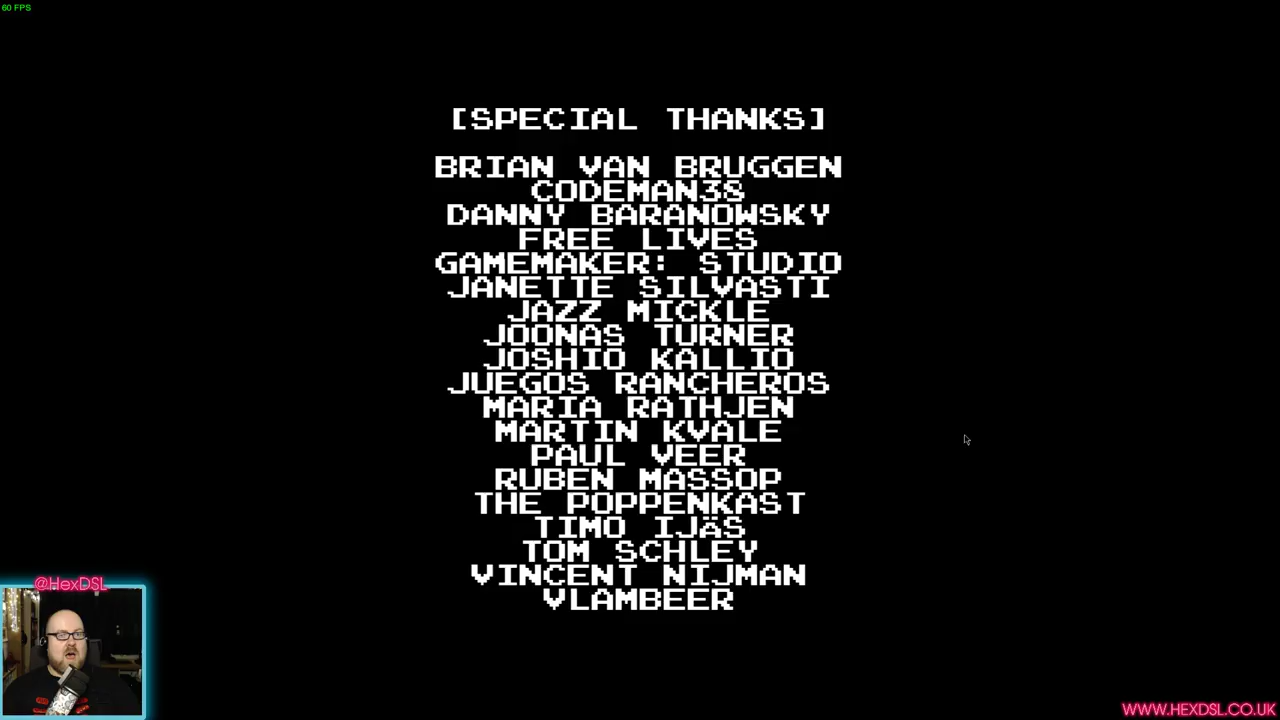 60 FPS
[SPECIAL THANKS]
BRIAN VAN BRUGGEN
CODEMAN38
DANNY BARANOWSKY
FREE LIVES
GAMEMAKER: STUDIO
JANETTE SILVASTI
JAZZ MICKLE
JOONAS TURNER
JOSHIO KALLIO
JUEGOS RANCHEROS
MARIA RATHJEN
MARTIN KVALE
PAUL VEER
RUBEN MASSOP
THE POPPENKAST
TIMO IJäS
TOM SCHLEY
VINCENT NIJMAN
VLAMBEER
@HexDSL
WWW.HEXDSL.CO.UK